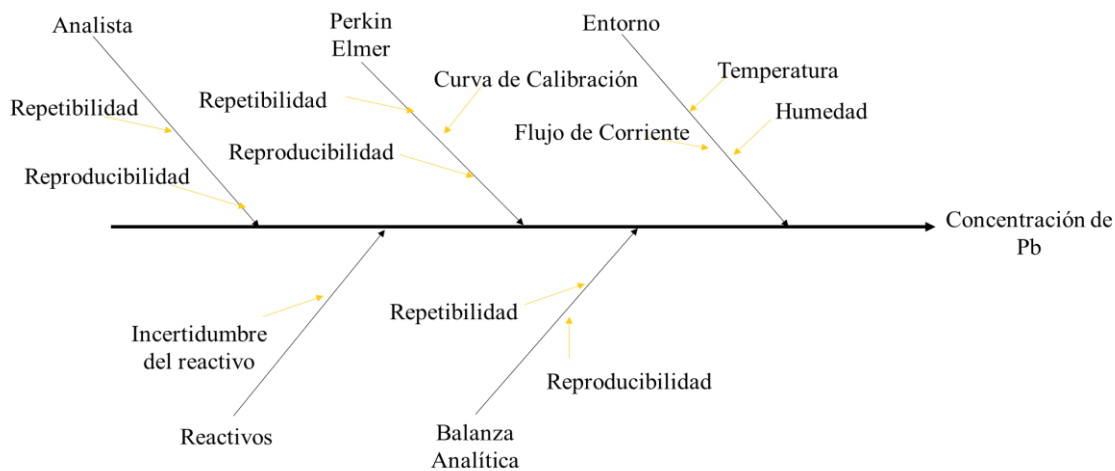 Analista
Repetibilidad
Reproducibilidad
Perkin
Elmer
Curva de Calibración
Repetibilidad
Reproducibilidad
Entorno
Temperatura
Humedad
Flujo de Corriente
Concentración de
Pb
Incertidumbre
del reactivo
Reactivos
Repetibilidad
Reproducibilidad
Balanza
Analítica